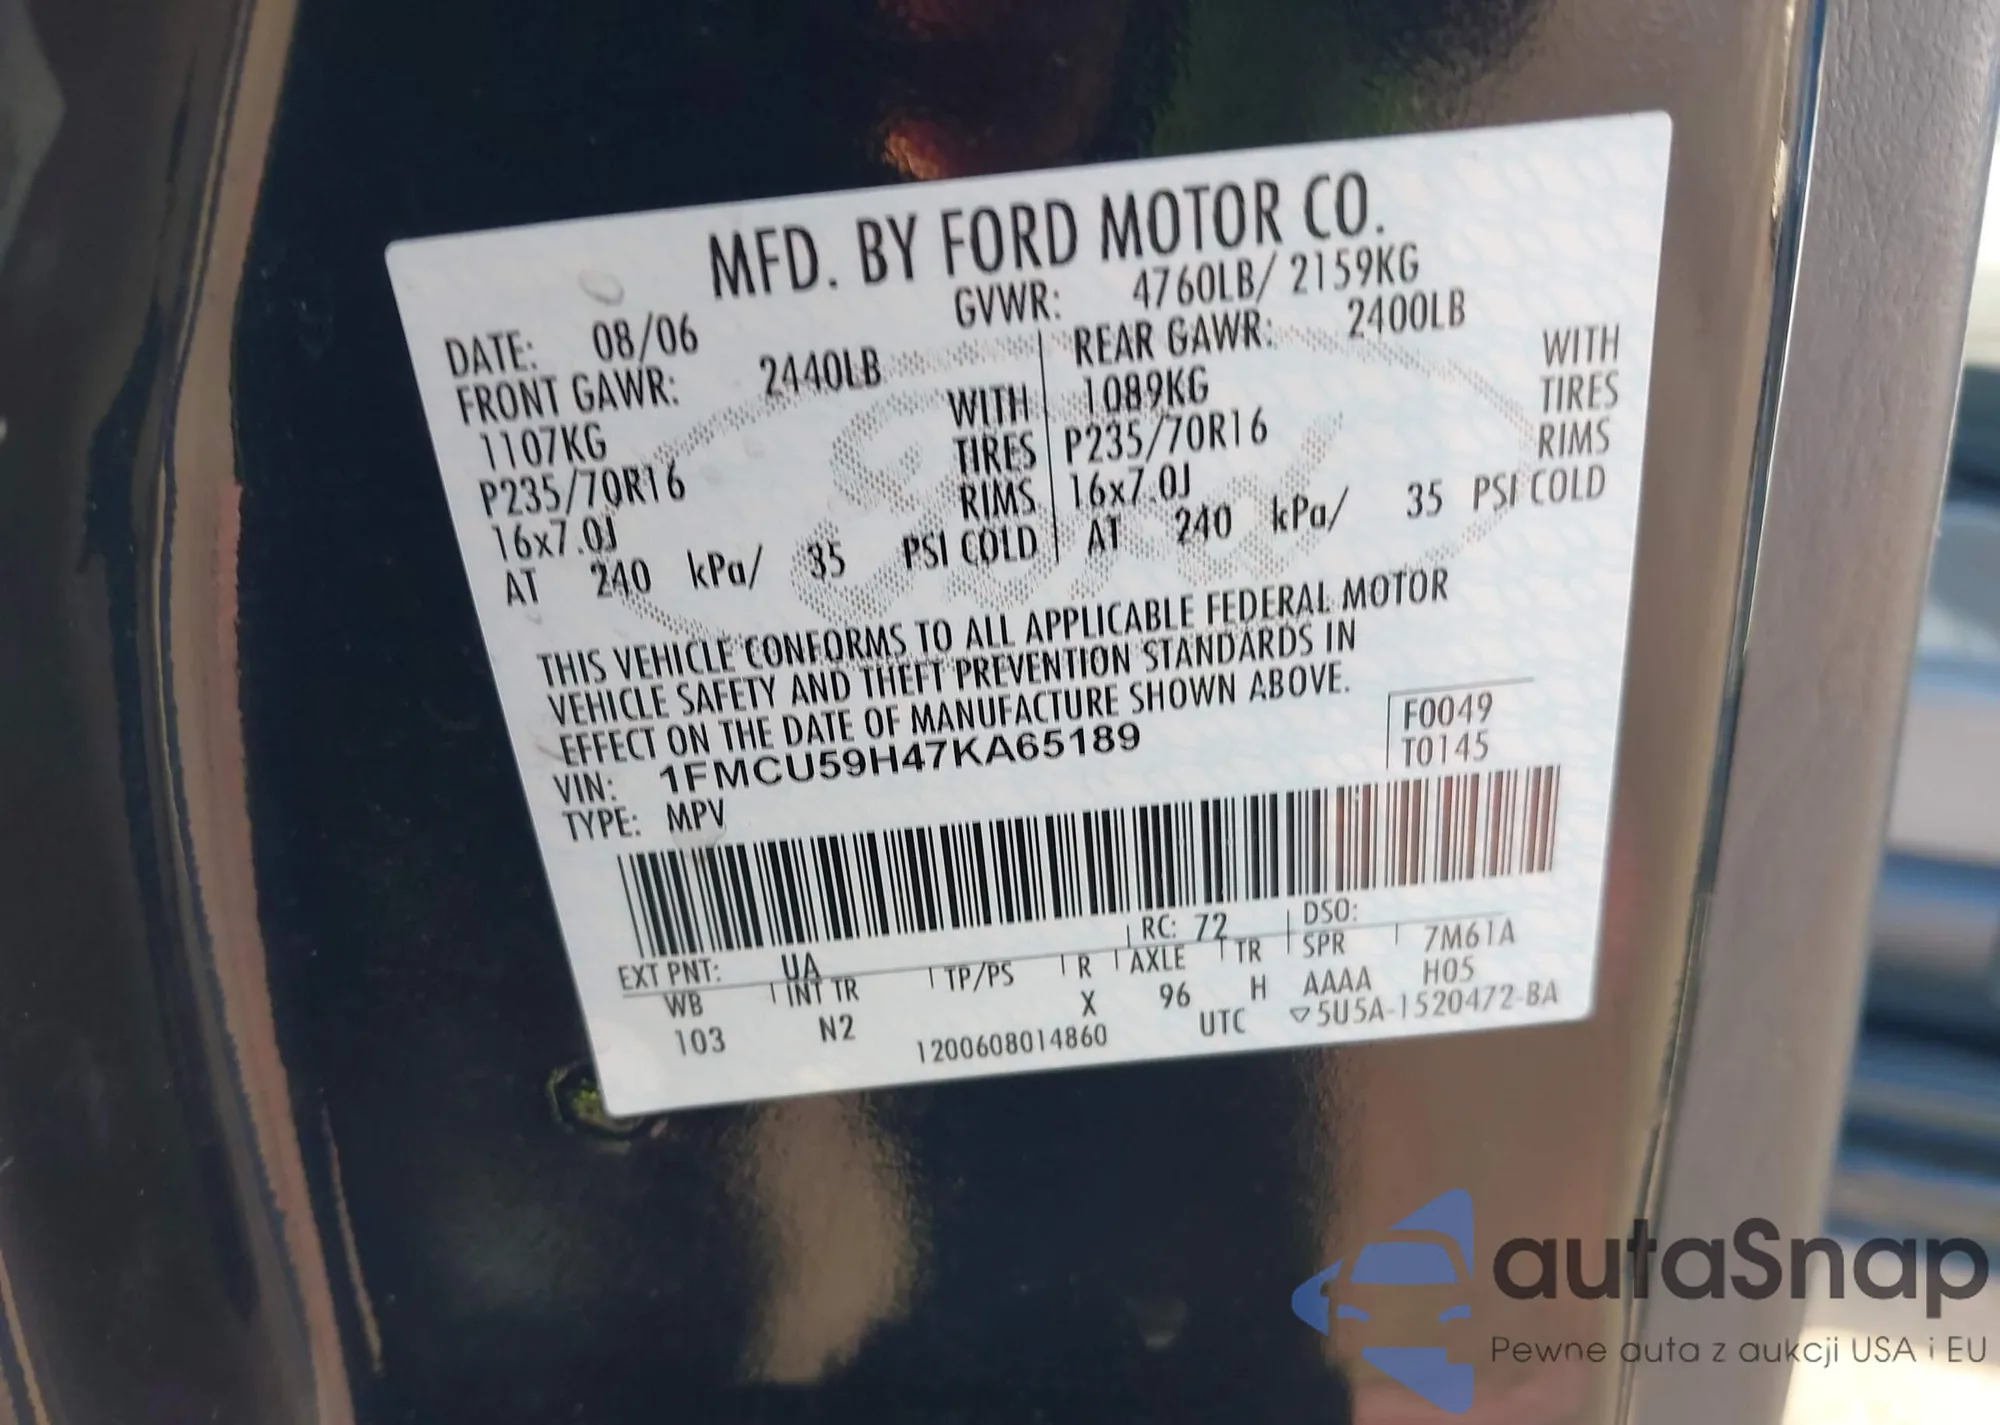 MFD. BY FORD MOTOR CO.
DATE: 08/06 GVWR: 4760LB/ 2159KG
FRONT GAWR: 2440LB REAR GAWR: 2400LB
1107KG WITH 1089KG WITH
P235/70R16 TIRES P235/70R16 TIRES
16x7.0J RIMS 16x7.0J RIMS
AT 240 kPa/ 35 PSI COLD AT 240 kPa/ 35 PSI COLD
THIS VEHICLE CONFORMS TO ALL APPLICABLE FEDERAL MOTOR
VEHICLE SAFETY AND THEFT PREVENTION STANDARDS IN
EFFECT ON THE DATE OF MANUFACTURE SHOWN ABOVE.
VIN: 1FMCU59H47KA65189 F0049
TYPE: MPV T0145
EXT PNT: UA RC: 72 DSO:
WB INT TR TP/PS R AXLE TR SPR 7M61A
103 N2 X 96 H AAAA H05
1200608014860 UTC ▽5U5A-1520472-BA
Ford
autaSnap
Pewne auta z aukcji USA i EU